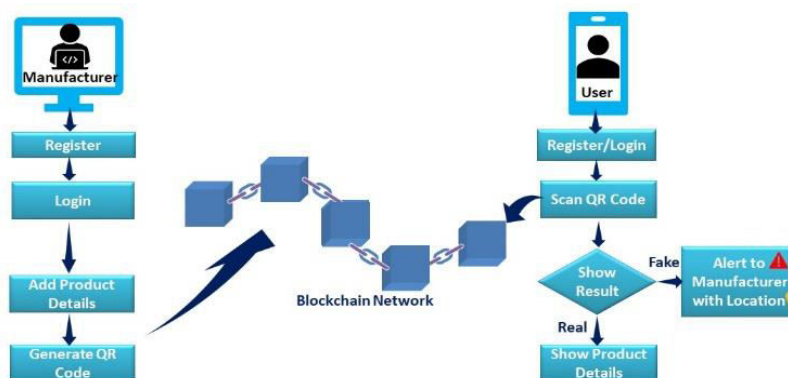 Manufacturer
Register
Login
Add Product
Details
Generate QR
Code
Blockchain Network
User
Register/Login
Scan QR Code
Show
Result
Fake
Alert to
Manufacturer
with Location
Real
Show Product
Details